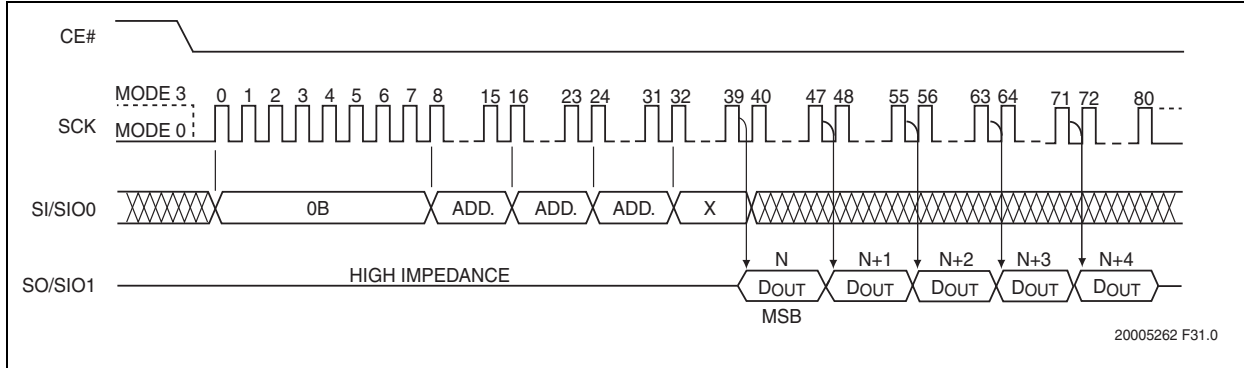 CE#
MODE 3 0 1 2 3 4 5 6 7 8 15 16 23 24 31 32 39 40 47 48 55 56 63 64 71 72 80
SCK
MODE 0
SI/SIO0 0B ADD. ADD. ADD. X
N N+1 N+2 N+3 N+4
SO/SIO1 HIGH IMPEDANCE DOUT DOUT DOUT DOUT DOUT
MSB
20005262 F31.0